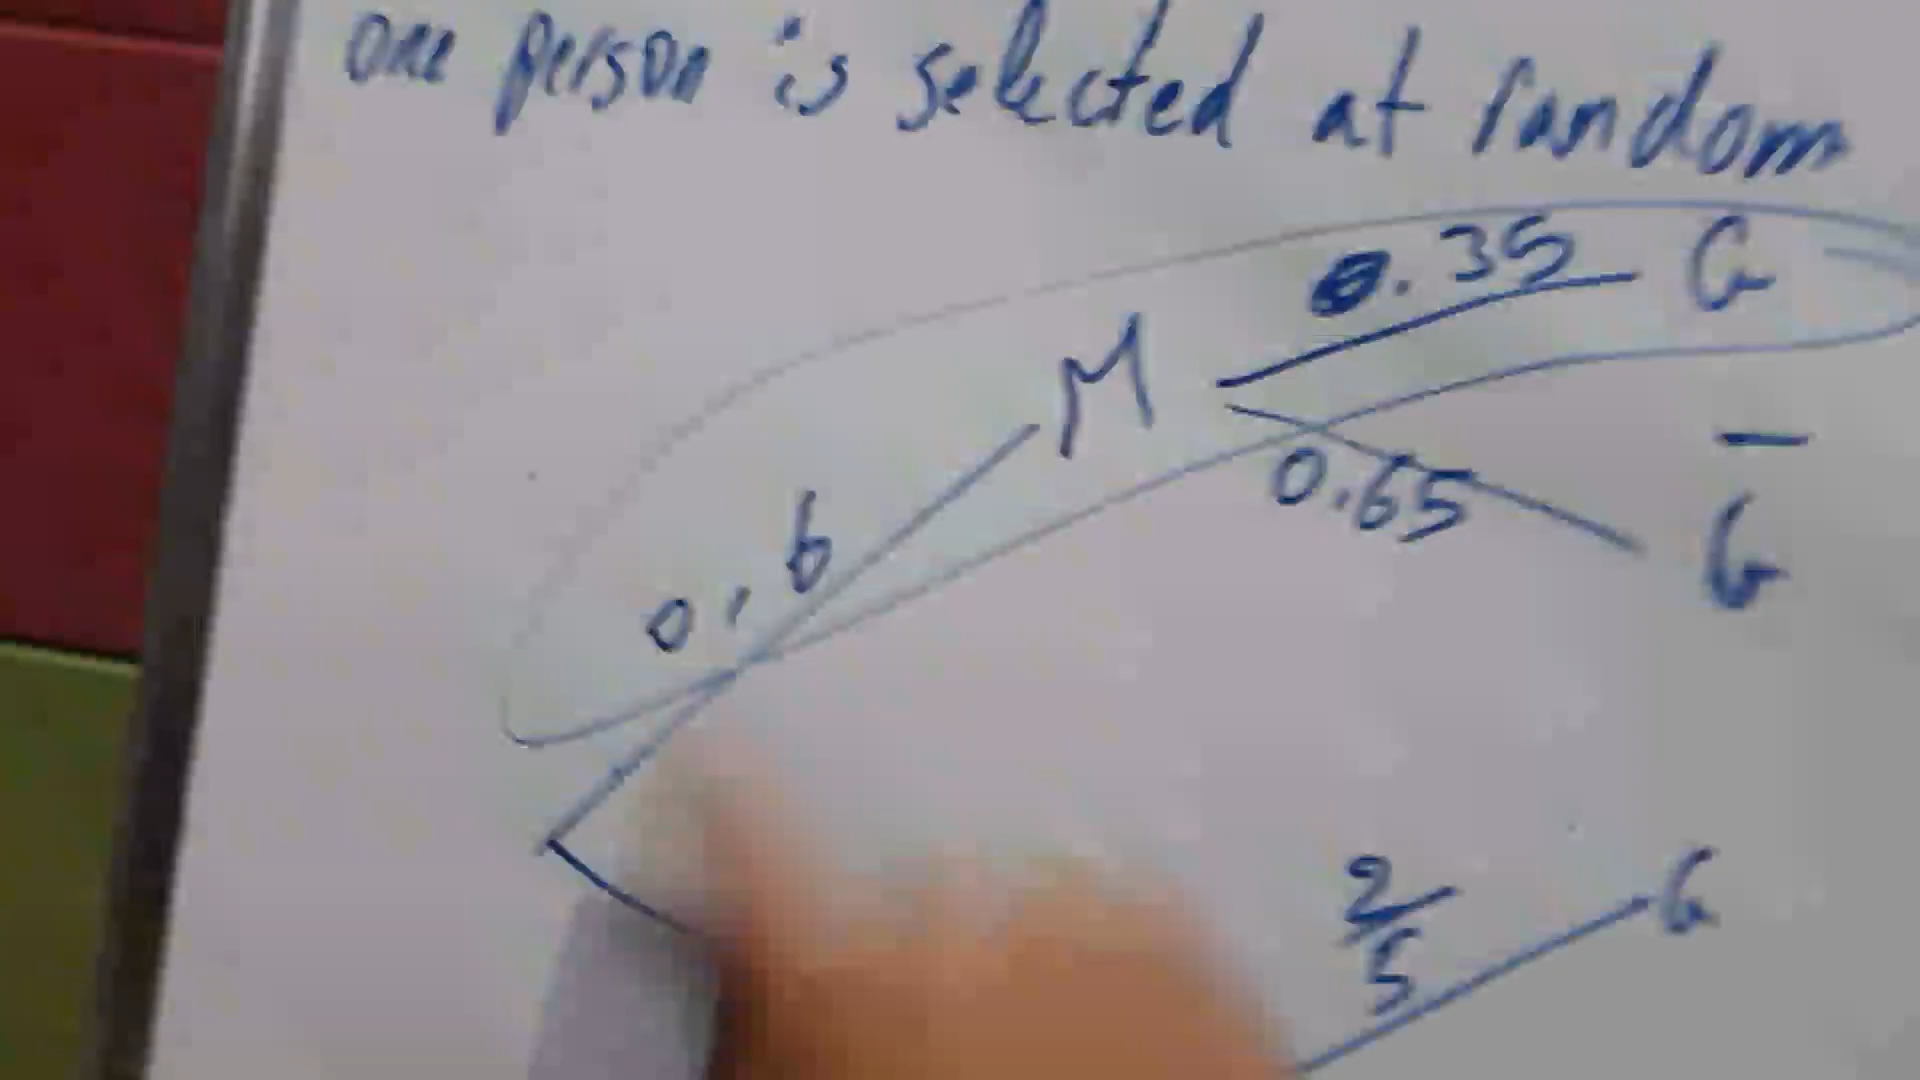 one person is selected at random
0.35 G
M
0.65 G̅
0.6
2/5 G